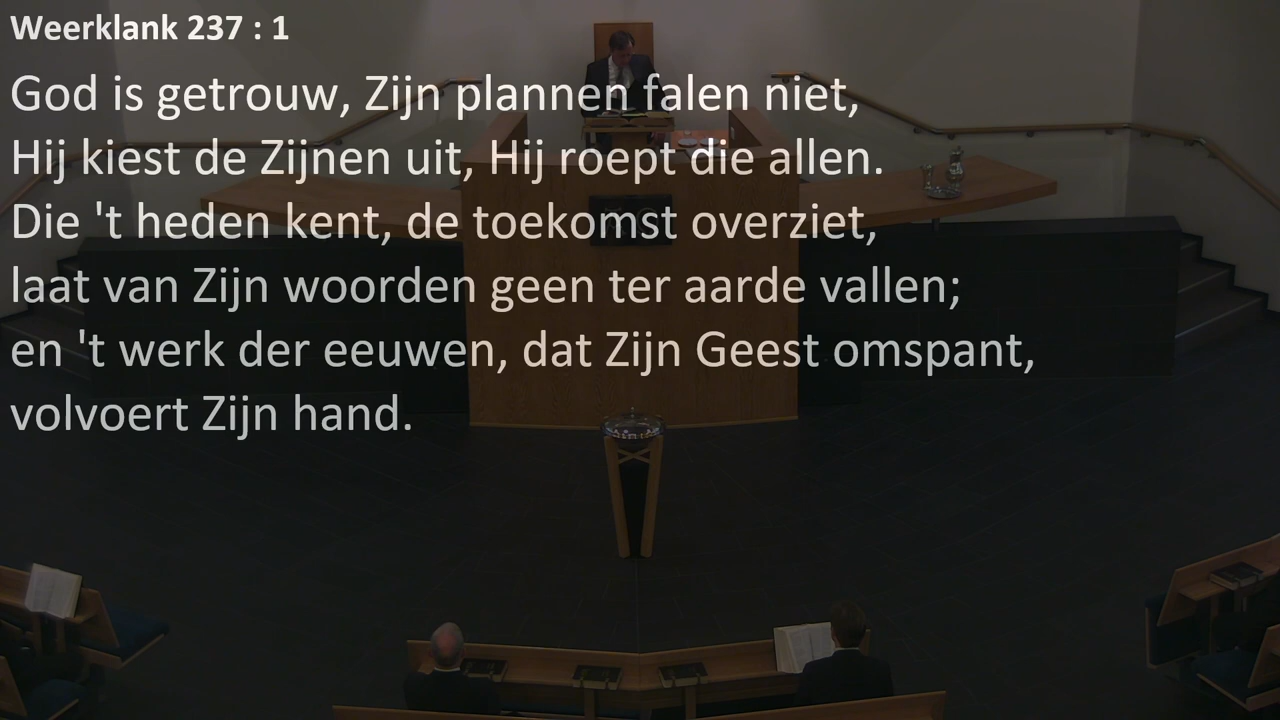 Weerklank 237 : 1
God is getrouw, Zijn plannen falen niet,
Hij kiest de Zijnen uit, Hij roept die allen.
Die 't heden kent, de toekomst overziet,
laat van Zijn woorden geen ter aarde vallen;
en 't werk der eeuwen, dat Zijn Geest omspant,
volvoert Zijn hand.